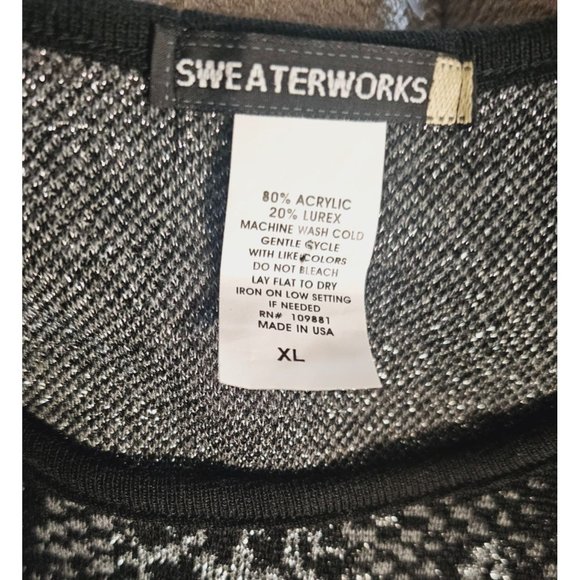 SWEATERWORKS
80% ACRYLIC
20% LUREX
MACHINE WASH COLD
GENTLE CYCLE
WITH LIKE COLORS
DO NOT BLEACH
LAY FLAT TO DRY
IRON ON LOW SETTING
IF NEEDED
RN# 109881
MADE IN USA
XL